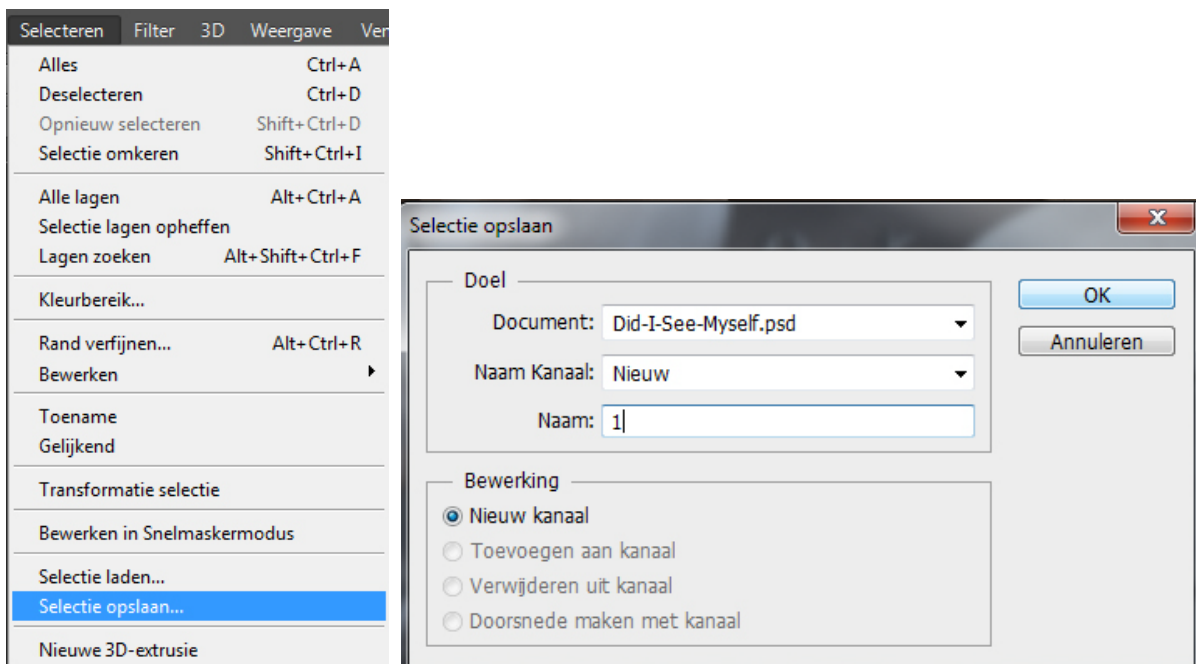 Selecteren Filter 3D Weergave Ver
Alles Ctrl+A
Deselecteren Ctrl+D
Opnieuw selecteren Shift+Ctrl+D
Selectie omkeren Shift+Ctrl+I
Alle lagen Alt+Ctrl+A
Selectie lagen opheffen
Lagen zoeken Alt+Shift+Ctrl+F
Kleurbereik...
Rand verfijnen... Alt+Ctrl+R
Bewerken
Toename
Gelijkend
Transformatie selectie
Bewerken in Snelmaskermodus
Selectie laden...
Selectie opslaan...
Nieuwe 3D-extrusie
Selectie opslaan
Doel
Document: Did-I-See-Myself.psd
Naam Kanaal: Nieuw
Naam: 1
OK
Annuleren
Bewerking
Nieuw kanaal
Toevoegen aan kanaal
Verwijderen uit kanaal
Doorsnede maken met kanaal